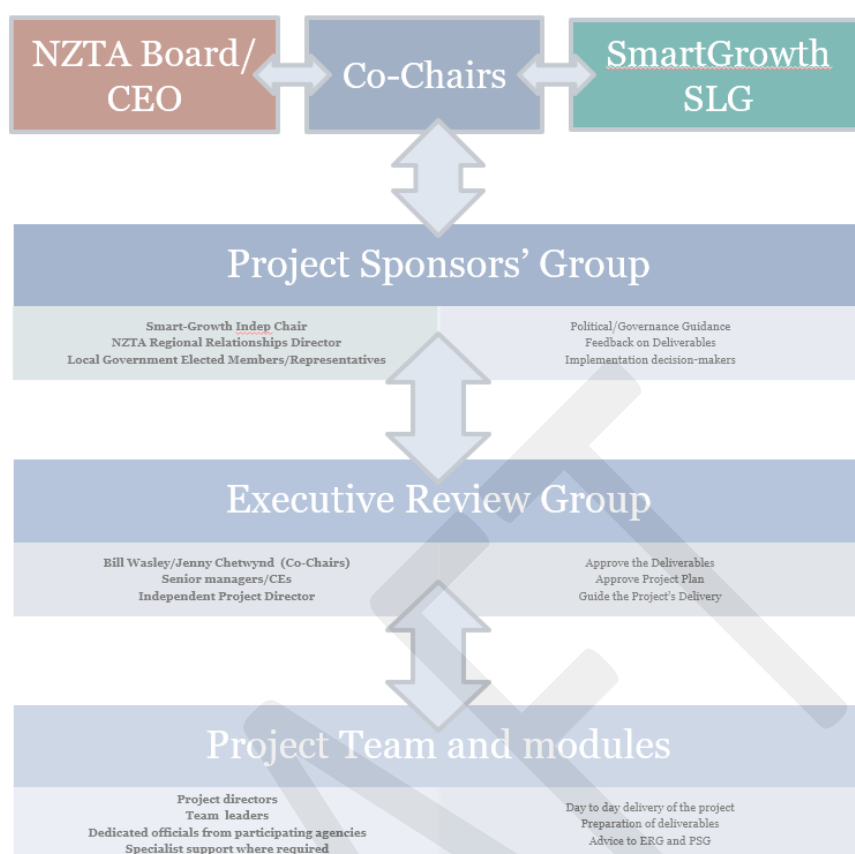 NZTA Board/
CEO
Co-Chairs
SmartGrowth
SLG
Project Sponsors' Group
Smart-Growth Indep Chair
NZTA Regional Relationships Director
Local Government Elected Members/Representatives
Political/Governance Guidance
Feedback on Deliverables
Implementation decision-makers
Executive Review Group
Bill Wasley/Jenny Chetwynd (Co-Chairs)
Senior managers/CEs
Independent Project Director
Approve the Deliverables
Approve Project Plan
Guide the Project's Delivery
Project Team and modules
Project directors
Team leaders
Dedicated officials from participating agencies
Specialist support where required
Day to day delivery of the project
Preparation of deliverables
Advice to ERG and PSG